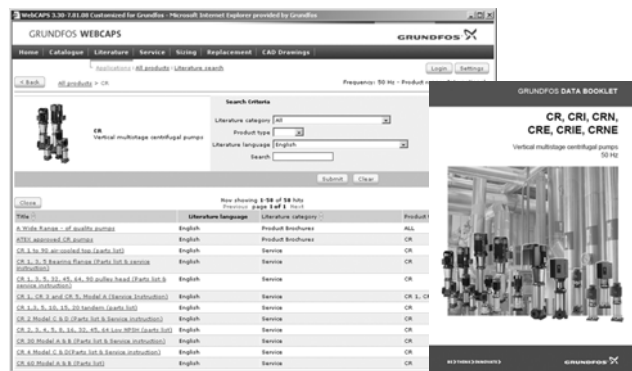 WebCAPS 3.30-7.01.08 Customized for Grundfos - Microsoft Internet Explorer provided by Grundfos
GRUNDFOS WEBCAPS
GRUNDFOS
Home Catalogue Literature Service Sizing Replacement CAD Drawings
Applications All products Literature search
Login Settings
< Back All products > CR
Frequency: 50 Hz - Product
Search Criteria
CR
Vertical multistage centrifugal pumps
Literature category All
Product type
Literature language English
Search
Submit Clear
Close
Now showing 1-58 of 58 hits
Previous page 1 of 1 Next
Title Literature language Literature category Product
A Wide Range - of quality pumps English Product Brochures ALL
ATEX approved CR pumps English Product Brochures CR
CR 1 to 90 air-cooled top (parts list) English Service CR
CR 1, 3, 5 Bearing flange (Parts list & service instruction) English Service CR
CR 1, 3, 5, 32, 45, 64, 90 pulley head (Parts list & service instruction) English Service CR
CR 1, CR 3 and CR 5, Model A (Service Instruction) English Service CR 1, CR
CR 1,3, 5, 10, 15, 20 tandem (parts list) English Service CR
CR 2 Model C & D (Parts list & Service instruction) English Service CR
CR 2, 3, 4, 5, 8, 16, 32, 45, 64 Low NPSH (parts list) English Service CR
CR 30 Model A & B (Parts list & Service instruction) English Service CR
CR 4 Model C & D(Parts list & Service instruction) English Service CR
CR 60 Model A & B (Parts list) English Service CR
GRUNDFOS DATA BOOKLET
CR, CRI, CRN,
CRE, CRIE, CRNE
Vertical multistage centrifugal pumps
50 Hz
BE>THINK>INNOVATE>
GRUNDFOS